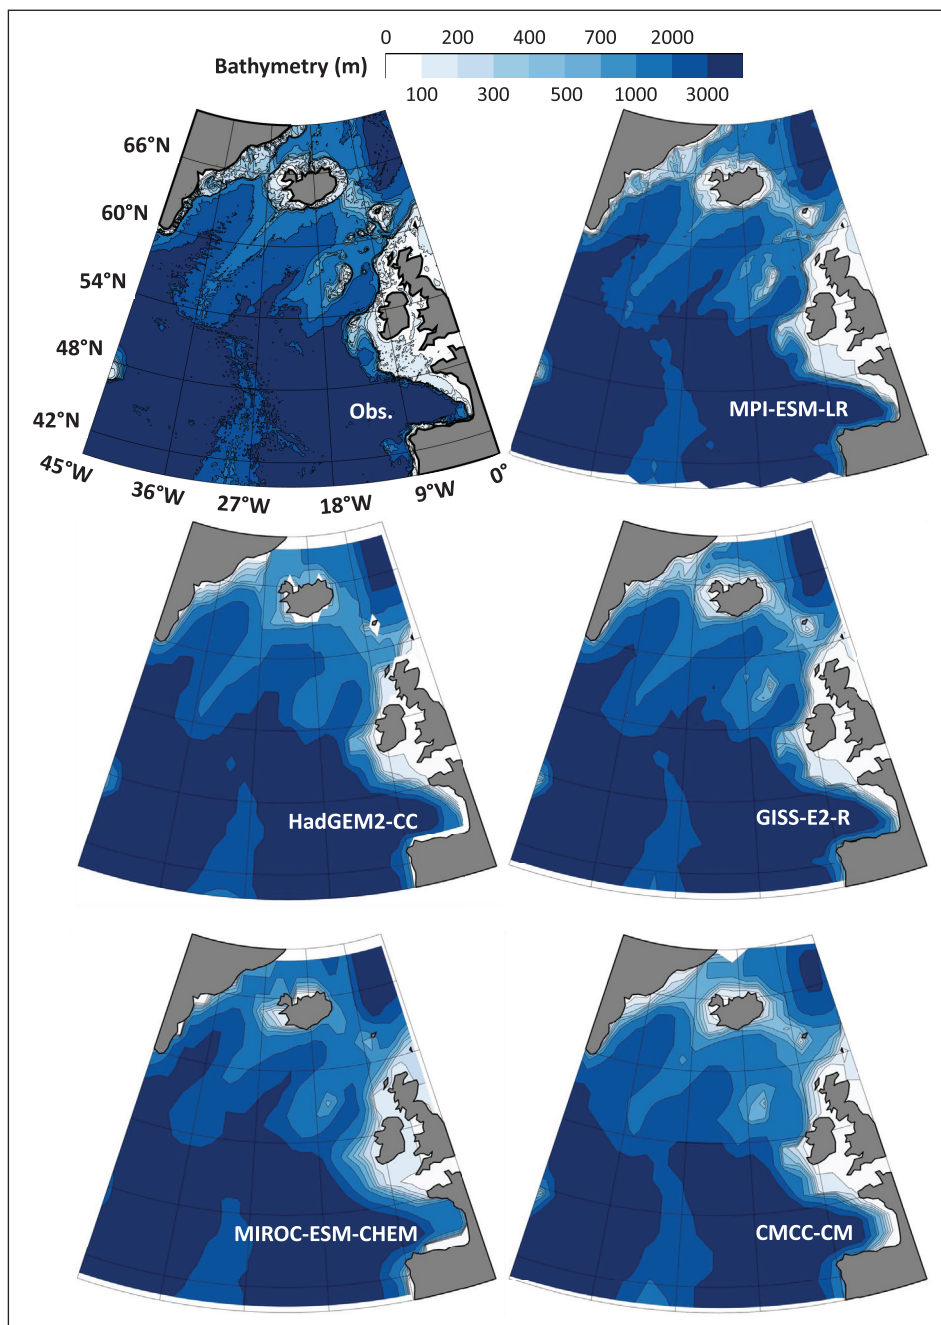 0 200 400 700 2000
Bathymetry (m)
100 300 500 1000 3000
66°N
60°N
54°N
48°N
42°N
45°W
36°W
27°W
18°W
9°W
0°
Obs.
MPI-ESM-LR
HadGEM2-CC
GISS-E2-R
MIROC-ESM-CHEM
CMCC-CM